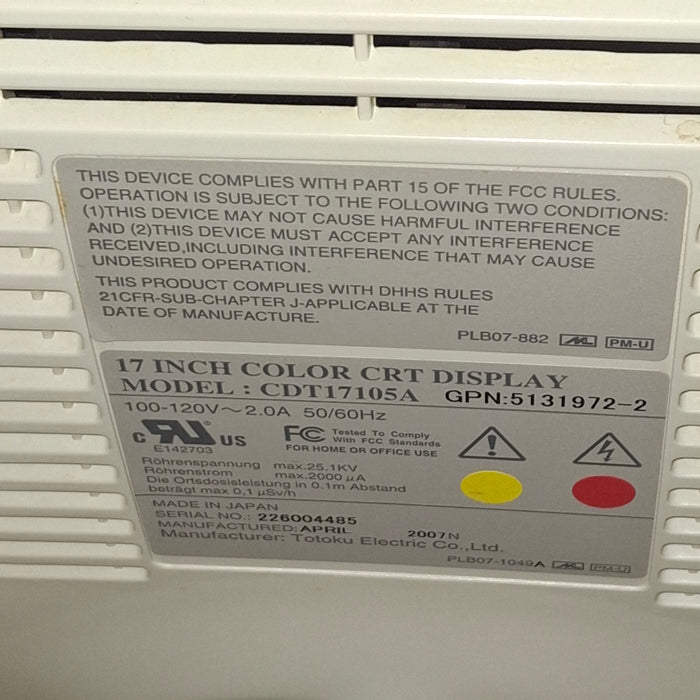 THIS DEVICE COMPLIES WITH PART 15 OF THE FCC RULES.
OPERATION IS SUBJECT TO THE FOLLOWING TWO CONDITIONS:
(1)THIS DEVICE MAY NOT CAUSE HARMFUL INTERFERENCE
AND (2)THIS DEVICE MUST ACCEPT ANY INTERFERENCE
RECEIVED,INCLUDING INTERFERENCE THAT MAY CAUSE
UNDESIRED OPERATION.
THIS PRODUCT COMPLIES WITH DHHS RULES
21CFR-SUB-CHAPTER J-APPLICABLE AT THE
DATE OF MANUFACTURE.
PLB07-882 PM-U
17 INCH COLOR CRT DISPLAY
MODEL : CDT17105A GPN:5131972-2
100-120V～2.0A 50/60Hz
c RU US
E142703
FC Tested To Comply
With FCC Standards
FOR HOME OR OFFICE USE
Röhrenspannung max.25.1KV
Röhrenstrom max.2000 µA
Die Ortsdosisleistung in 0.1m Abstand
beträgt max 0,1 µSv/h
MADE IN JAPAN
SERIAL NO.: 226004485
MANUFACTURED: APRIL 2007N
Manufacturer: Totoku Electric Co.,Ltd.
PLB07-1049A PM-U